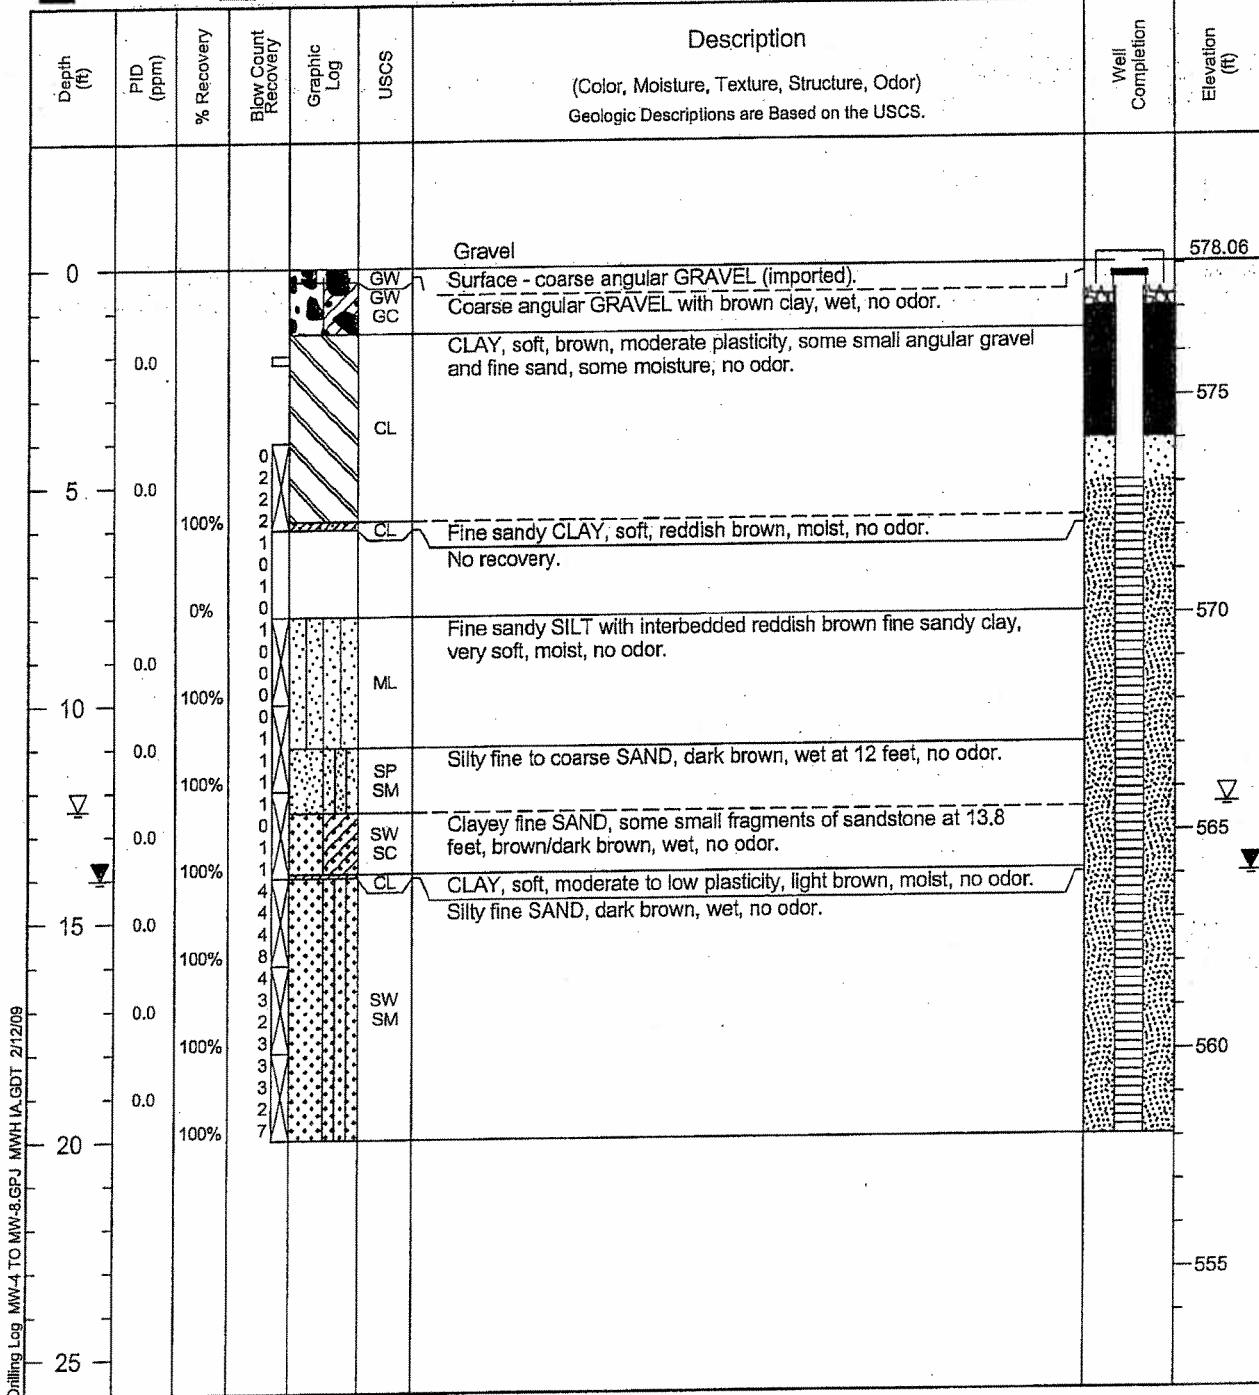 Depth
(ft)
PID
(ppm)
% Recovery
Blow Count
Recovery
Graphic
Log
USCS
Description
(Color, Moisture, Texture, Structure, Odor)
Geologic Descriptions are Based on the USCS.
Well
Completion
Elevation
(ft)
Gravel
578.06
0
GW
Surface - coarse angular GRAVEL (imported).
GW
GC
Coarse angular GRAVEL with brown clay, wet, no odor.
CLAY, soft, brown, moderate plasticity, some small angular gravel
and fine sand, some moisture, no odor.
0.0
575
CL
0
2
2
2
5
0.0
100%
CL
Fine sandy CLAY, soft, reddish brown, moist, no odor.
No recovery.
1
0
1
0
0%
570
Fine sandy SILT with interbedded reddish brown fine sandy clay,
very soft, moist, no odor.
1
0
0
0
0.0
ML
100%
10
0
1
1
1
0.0
Silty fine to coarse SAND, dark brown, wet at 12 feet, no odor.
SP
SM
100%
1
0
1
1
0.0
565
Clayey fine SAND, some small fragments of sandstone at 13.8
feet, brown/dark brown, wet, no odor.
SW
SC
100%
CL
CLAY, soft, moderate to low plasticity, light brown, moist, no odor.
Silty fine SAND, dark brown, wet, no odor.
4
4
4
8
15
0.0
100%
4
3
2
3
SW
SM
0.0
100%
560
3
3
2
7
0.0
100%
20
555
25
Drilling Log MW-4 TO MW-8.GPJ MWH IA.GDT 2/12/09